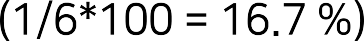 (1/6*100 = 16.7 %)